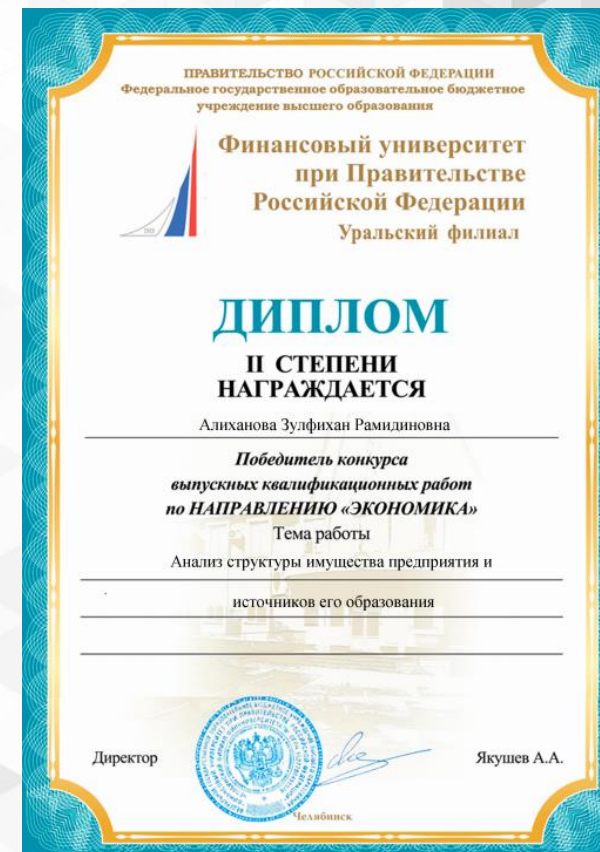 ПРАВИТЕЛЬСТВО РОССИЙСКОЙ ФЕДЕРАЦИИ
Федеральное государственное образовательное бюджетное
учреждение высшего образования
Финансовый университет
при Правительстве
Российской Федерации
Уральский филиал
ДИПЛОМ
II СТЕПЕНИ
НАГРАЖДАЕТСЯ
Алиханова Зулфихан Рамидиновна
Победитель конкурса
выпускных квалификационных работ
по НАПРАВЛЕНИЮ «ЭКОНОМИКА»
Тема работы
Анализ структуры имущества предприятия и
источников его образования
Директор
Якушев А.А.
Челябинск